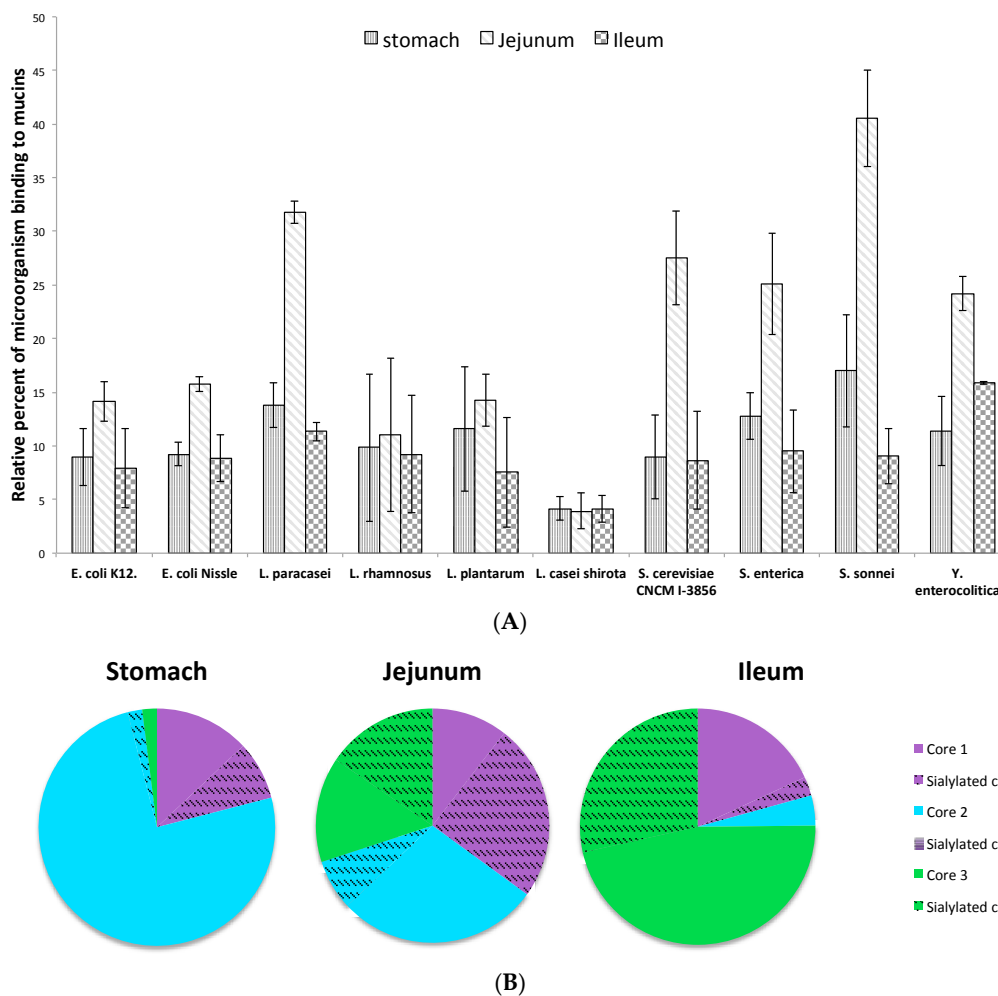 50
45
40
35
30
25
20
15
10
5
0
Relative percent of microorganism binding to mucins
stomach Jejunum Ileum
E. coli K12. E. coli Nissle L. paracasei L. rhamnosus L. plantarum L. casei shirota S. cerevisiae S. enterica S. sonnei Y.
CNCM I-3856 enterocolitica
(A)
Stomach Jejunum Ileum
Core 1
Sialylated c
Core 2
Sialylated c
Core 3
Sialylated c
(B)